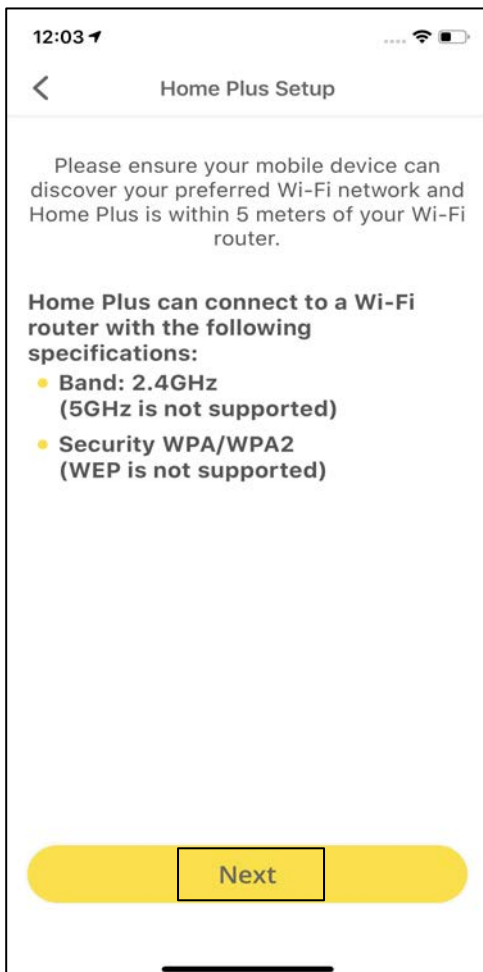 12:03
Home Plus Setup
Please ensure your mobile device can
discover your preferred Wi-Fi network and
Home Plus is within 5 meters of your Wi-Fi
router.
Home Plus can connect to a Wi-Fi
router with the following
specifications:
Band: 2.4GHz
(5GHz is not supported)
Security WPA/WPA2
(WEP is not supported)
Next